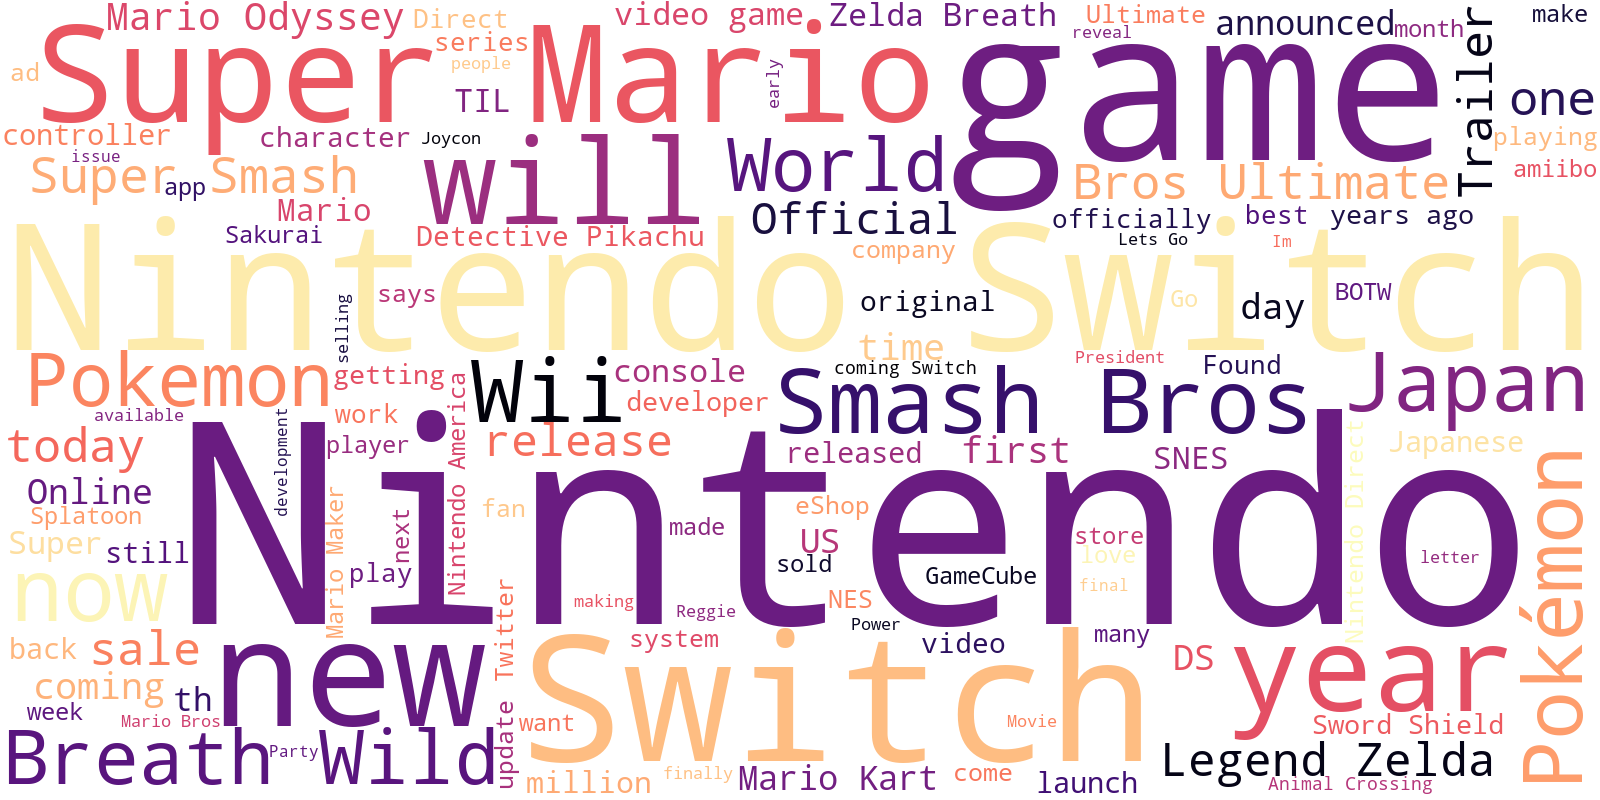 Mario Odyssey
Direct
video game
Zelda Breath
Ultimate
announced
month
make
reveal
series
people
ad
Super Mario
game
TIL
early
Trailer
one
controller
issue
character
Joycon
will
World
playing
amiibo
Super Smash
app
Bros Ultimate
Mario
Official
officially
best
years ago
Sakurai
Detective Pikachu
company
Lets Go
Im
Nintendo Switch
says
selling
original
Go
day
BOTW
time
Pokemon
getting
Wii
console
coming Switch
President
Found
Japan
developer
Smash Bros
available
work
development
today
player
Nintendo America
release
released
first
SNES
Japanese
Nintendo Direct
Pokémon
Online
Splatoon
Super
still
Mario Maker
next
Nintendo
fan
made
eShop
US
sold
store
love
letter
now
play
GameCube
final
making
Reggie
NES
Power
back
sale
new
Twitter
system
video
many
coming
th
Switch
DS
year
week
Mario Bros
update
want
Movie
Sword Shield
Breath Wild
Party
million
finally
Mario Kart
come
launch
Legend Zelda
Animal Crossing